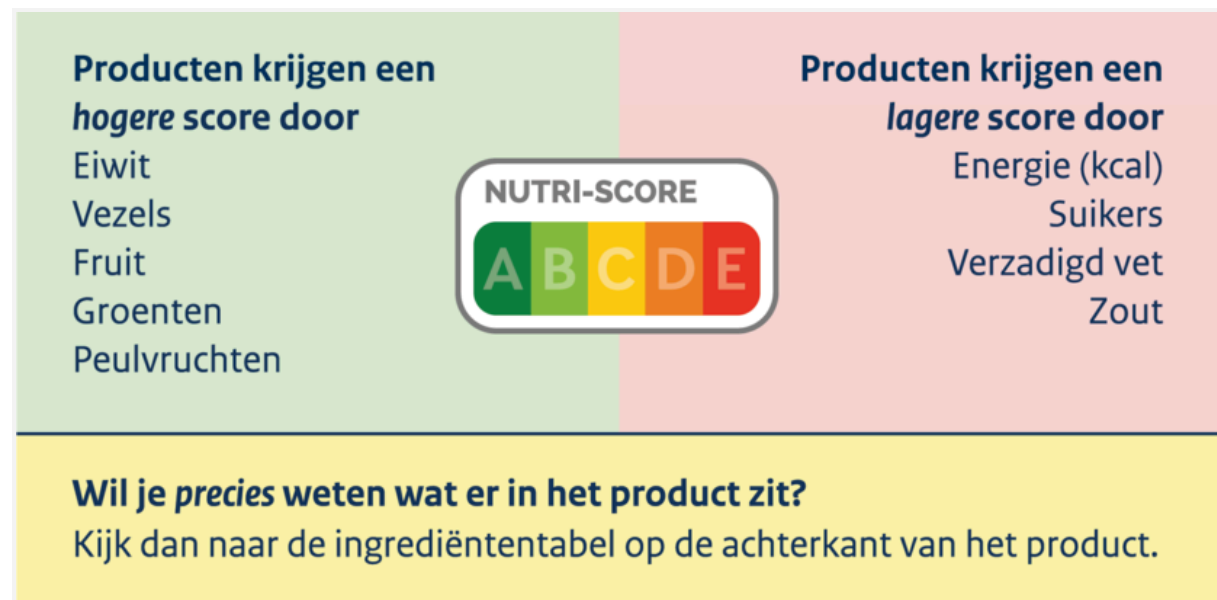 Producten krijgen een
hogere score door
Eiwit
Vezels
Fruit
Groenten
Peulvruchten
NUTRI-SCORE
A B C D E
Producten krijgen een
lagere score door
Energie (kcal)
Suikers
Verzadigd vet
Zout
Wil je precies weten wat er in het product zit?
Kijk dan naar de ingrediëntentabel op de achterkant van het product.